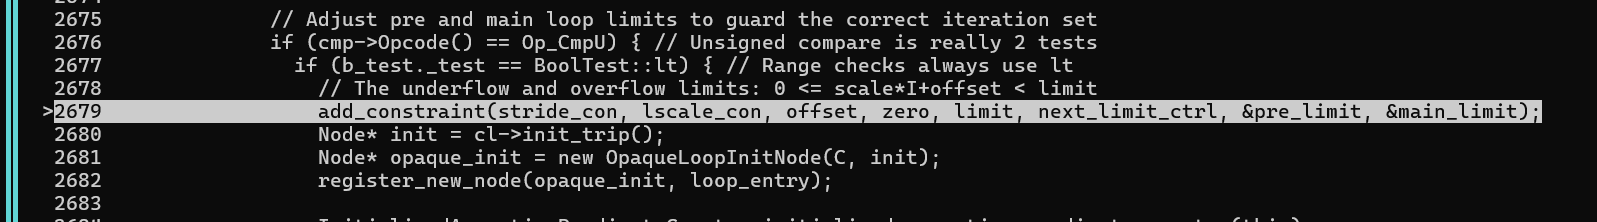 2675 // Adjust pre and main loop limits to guard the correct iteration set
2676 if (cmp->Opcode() == Op_CmpU) { // Unsigned compare is really 2 tests
2677 if (b_test._test == BoolTest::lt) { // Range checks always use lt
2678 // The underflow and overflow limits: 0 <= scale*I+offset < limit
>2679 add_constraint(stride_con, lscale_con, offset, zero, limit, next_limit_ctrl, &pre_limit, &main_limit);
2680 Node* init = cl->init_trip();
2681 Node* opaque_init = new OpaqueLoopInitNode(C, init);
2682 register_new_node(opaque_init, loop_entry);
2683